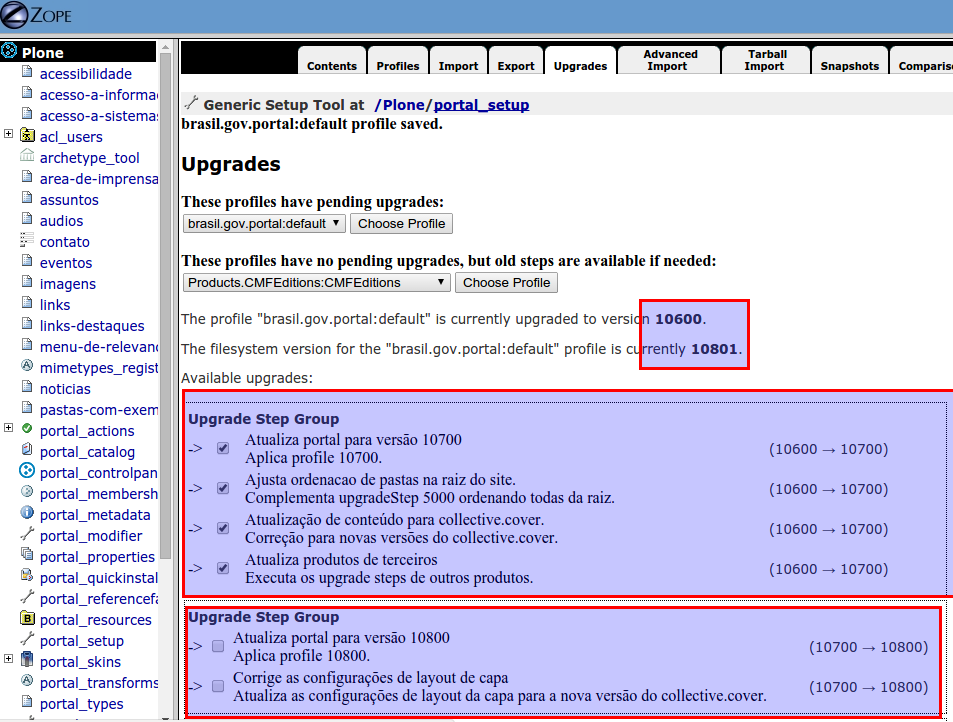 ZOPE
Plone
acessibilidade
acesso-a-informa
acesso-a-sistema
acl_users
archetype_tool
area-de-imprensa
assuntos
audios
contato
eventos
imagens
links
links-destaques
menu-de-relevan
mimetypes_regist
noticias
pastas-com-exem
portal_actions
portal_catalog
portal_controlpan
portal_membersh
portal_metadata
portal_modifier
portal_properties
portal_quickinstal
portal_referencefa
portal_resources
portal_setup
portal_skins
portal_transforms
portal_types
Contents Profiles Import Export Upgrades Advanced Import Tarball Import Snapshots Comparis
Generic Setup Tool at /Plone/portal_setup
brasil.gov.portal:default profile saved.
Upgrades
These profiles have pending upgrades:
brasil.gov.portal:default Choose Profile
These profiles have no pending upgrades, but old steps are available if needed:
Products.CMFEditions:CMFEditions Choose Profile
The profile "brasil.gov.portal:default" is currently upgraded to version 10600.
The filesystem version for the "brasil.gov.portal:default" profile is currently 10801.
Available upgrades:
Upgrade Step Group
-> Atualiza portal para versão 10700 (10600 → 10700)
Aplica profile 10700.
-> Ajusta ordenacao de pastas na raiz do site. (10600 → 10700)
Complementa upgradeStep 5000 ordenando todas da raiz.
-> Atualização de conteúdo para collective.cover. (10600 → 10700)
Correção para novas versões do collective.cover.
-> Atualiza produtos de terceiros (10600 → 10700)
Executa os upgrade steps de outros produtos.
Upgrade Step Group
-> Atualiza portal para versão 10800 (10700 → 10800)
Aplica profile 10800.
-> Corrige as configurações de layout de capa (10700 → 10800)
Atualiza as configurações de layout da capa para a nova versão do collective.cover.